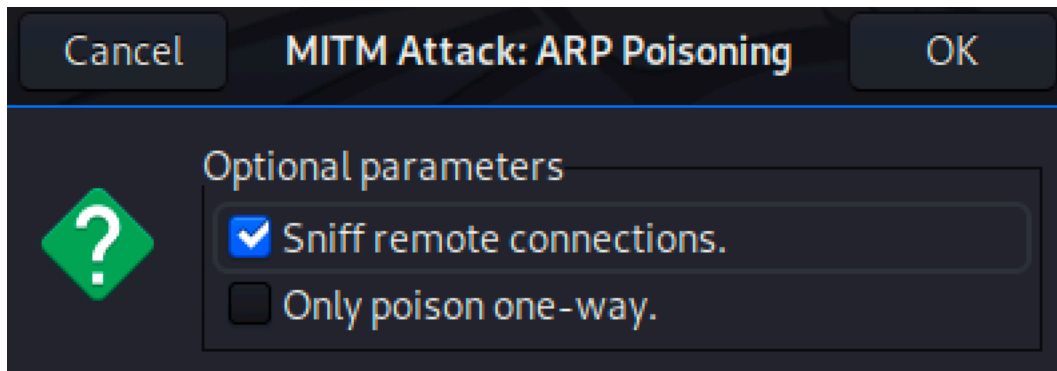 Cancel MITM Attack: ARP Poisoning OK
Optional parameters
Sniff remote connections.
Only poison one-way.